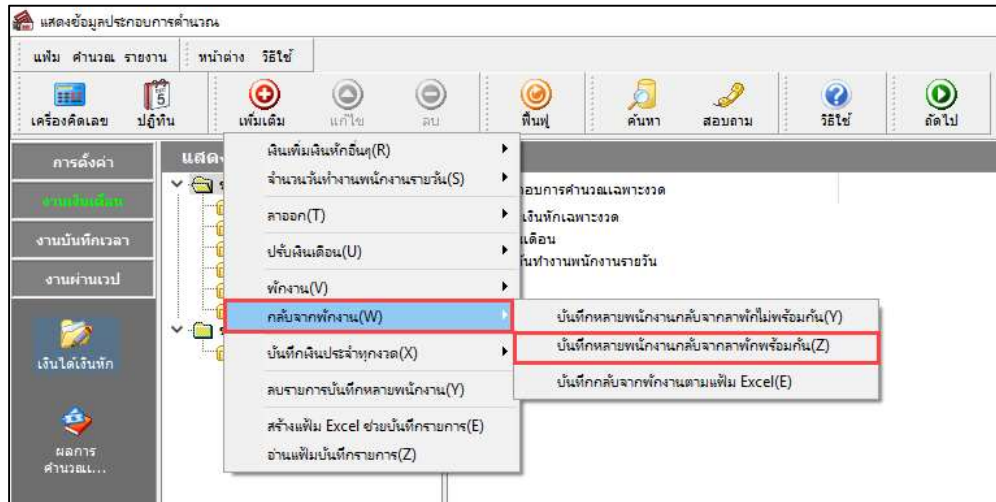 แสดงข้อมูลประกอบการคำนวณ
แฟ้ม คำนวณ รายงาน หน้าต่าง วิธีใช้
เครื่องคิดเลข ปฏิทิน เพิ่มเติม แก้ไข ลบ ฟื้นฟู ค้นหา สอบถาม วิธีใช้ ถัดไป
การตั้งค่า
งานเงินเดือน
งานบันทึกเวลา
งานผ่านเวป
เงินได้เงินหัก
ผลการ
คำนวณเ...
แสดง
เงินเพิ่มเงินหักอื่นๆ(R)
จำนวนวันทำงานพนักงานรายวัน(S)
ลาออก(T)
ปรับเงินเดือน(U)
พักงาน(V)
กลับจากพักงาน(W)
บันทึกเงินประจำทุกงวด(X)
ลบรายการบันทึกหลายพนักงาน(Y)
สร้างแฟ้ม Excel ช่วยบันทึกรายการ(E)
อ่านแฟ้มบันทึกรายการ(Z)
กอบการคำนวณเฉพาะงวด
เงินหักเฉพาะงวด
นเดือน
ันทำงานพนักงานรายวัน
บันทึกหลายพนักงานกลับจากลาพักไม่พร้อมกัน(Y)
บันทึกหลายพนักงานกลับจากลาพักพร้อมกัน(Z)
บันทึกกลับจากพักงานตามแฟ้ม Excel(E)